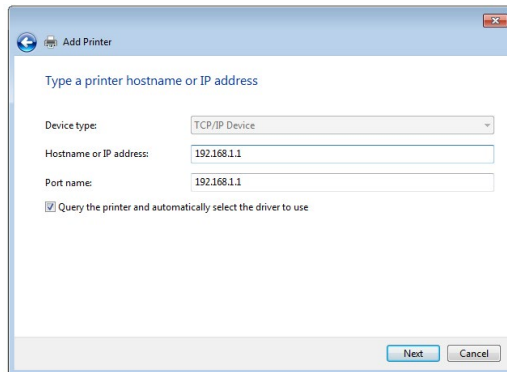 Add Printer
Type a printer hostname or IP address
Device type: TCP/IP Device
Hostname or IP address: 192.168.1.1
Port name: 192.168.1.1
Query the printer and automatically select the driver to use
Next Cancel